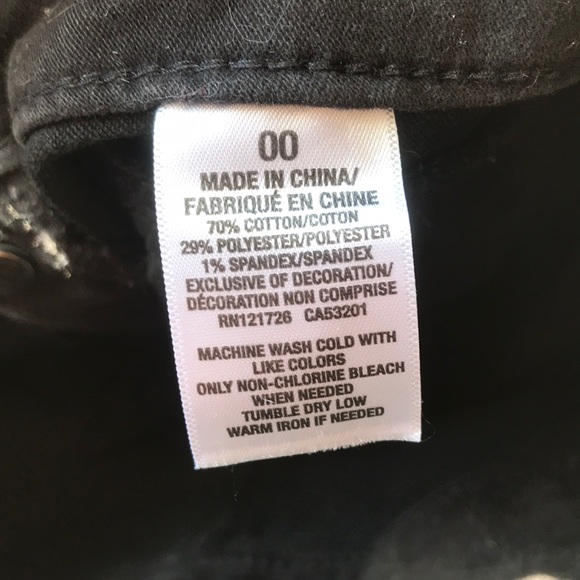 00
MADE IN CHINA/
FABRIQUÉ EN CHINE
70% COTTON/COTON
29% POLYESTER/POLYESTER
1% SPANDEX/SPANDEX
EXCLUSIVE OF DECORATION/
DÉCORATION NON COMPRISE
RN121726 CA53201
MACHINE WASH COLD WITH
LIKE COLORS
ONLY NON-CHLORINE BLEACH
WHEN NEEDED
TUMBLE DRY LOW
WARM IRON IF NEEDED